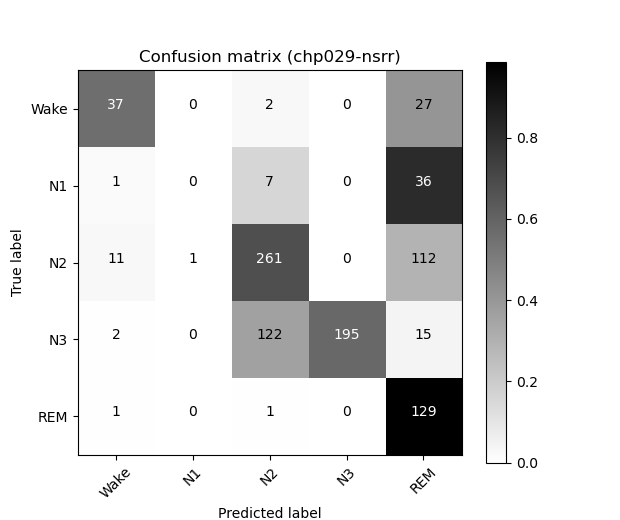 Confusion matrix (chp029-nsrr)
True label
Wake 37 0 2 0 27
N1 1 0 7 0 36
N2 11 1 261 0 112
N3 2 0 122 195 15
REM 1 0 1 0 129
Wake N1 N2 N3 REM
Predicted label
0.8
0.6
0.4
0.2
0.0